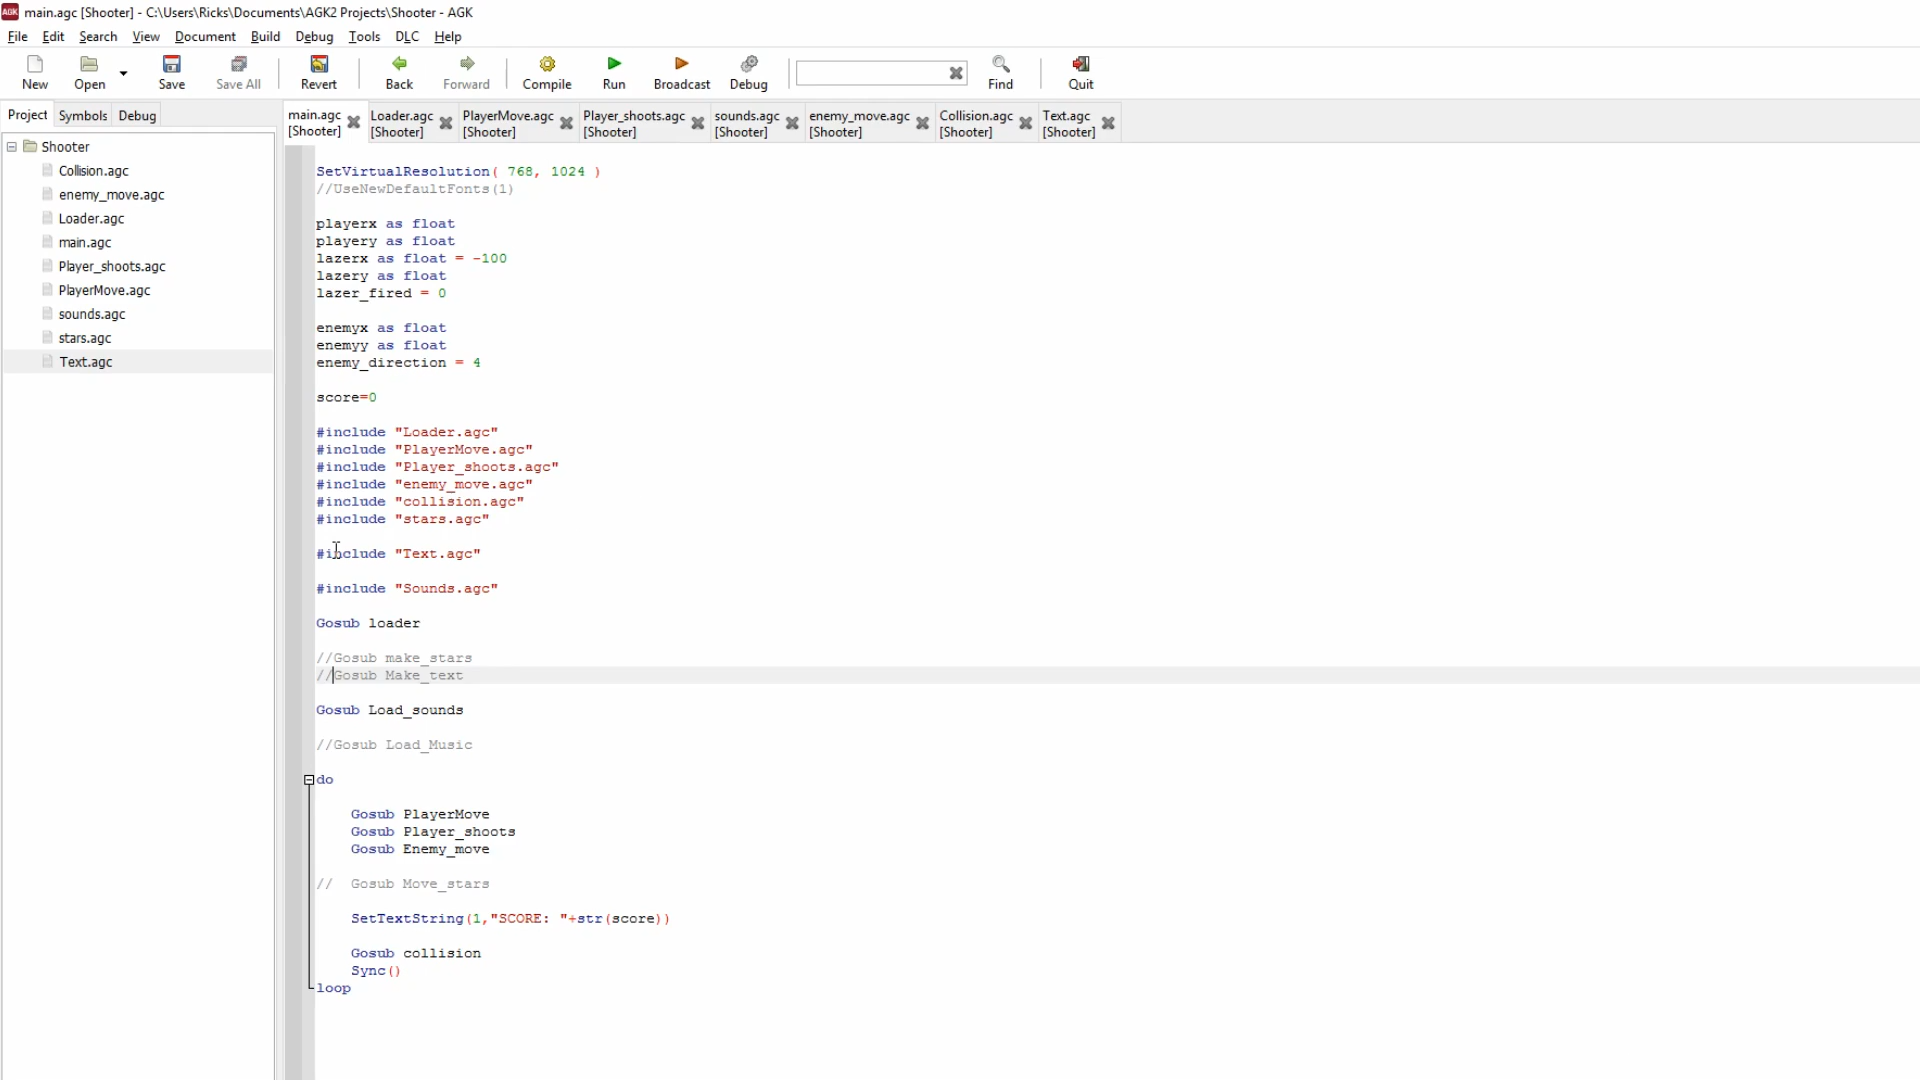 main.agc [Shooter] - C:\Users\Ricks\Documents\AGK2 Projects\Shooter - AGK
File Edit Search View Document Build Debug Tools DLC Help
New Open Save Save All Revert Back Forward Compile Run Broadcast Debug Find Quit
Project Symbols Debug
main.agc [Shooter]
Loader.agc [Shooter]
PlayerMove.agc [Shooter]
Player_shoots.agc [Shooter]
sounds.agc [Shooter]
enemy_move.agc [Shooter]
Collision.agc [Shooter]
Text.agc [Shooter]
Shooter
Collision.agc
enemy_move.agc
Loader.agc
main.agc
Player_shoots.agc
PlayerMove.agc
sounds.agc
stars.agc
Text.agc
SetVirtualResolution( 768, 1024 )
//UseNewDefaultFonts(1)
playerx as float
playery as float
lazerx as float = -100
lazery as float
lazer_fired = 0
enemyx as float
enemyy as float
enemy_direction = 4
score=0
#include "Loader.agc"
#include "PlayerMove.agc"
#include "Player_shoots.agc"
#include "enemy_move.agc"
#include "collision.agc"
#include "stars.agc"
#include "Text.agc"
#include "Sounds.agc"
Gosub loader
//Gosub make_stars
//Gosub Make_text
Gosub Load_sounds
//Gosub Load_Music
do
Gosub PlayerMove
Gosub Player_shoots
Gosub Enemy_move
// Gosub Move_stars
SetTextString(1,"SCORE: "+str(score))
Gosub collision
Sync()
loop